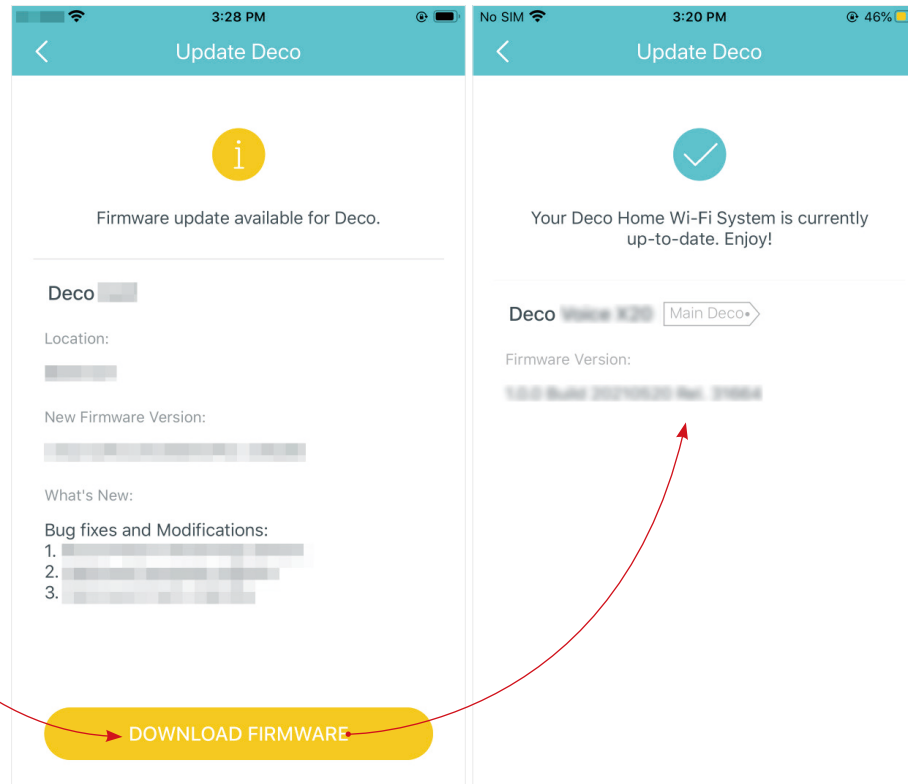 3:28 PM
Update Deco
Firmware update available for Deco.
Deco
Location:
New Firmware Version:
What's New:
Bug fixes and Modifications:
1.
2.
3.
DOWNLOAD FIRMWARE
No SIM 3:20 PM 46%
Update Deco
Your Deco Home Wi-Fi System is currently
up-to-date. Enjoy!
Deco Main Deco
Firmware Version: